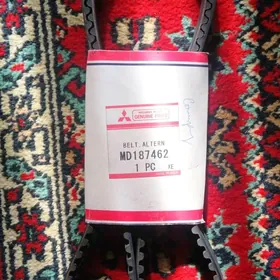 GENUINE PARTS
BELT, ALTERN
MD187462
1 PC